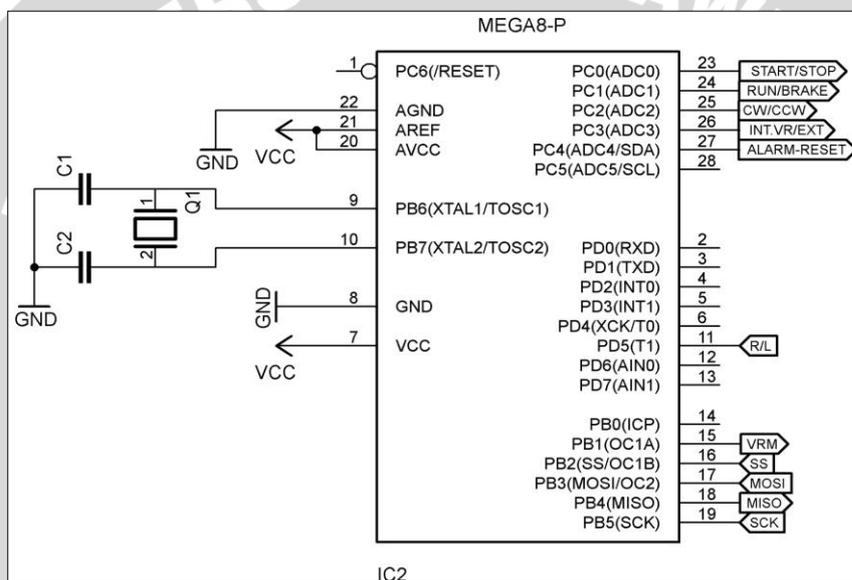 MEGA8-P
1 PC6(/RESET)
22 AGND
21 AREF
20 AVCC
GND
VCC
C1
C2
1
2
Q1
9 PB6(XTAL1/TOSC1)
10 PB7(XTAL2/TOSC2)
GND
GND
8 GND
7 VCC
VCC
PC0(ADC0) 23 START/STOP
PC1(ADC1) 24 RUN/BRAKE
PC2(ADC2) 25 CW/CCW
PC3(ADC3) 26 INT.VR/EXT
PC4(ADC4/SDA) 27 ALARM-RESET
PC5(ADC5/SCL) 28
PD0(RXD) 2
PD1(TXD) 3
PD2(INT0) 4
PD3(INT1) 5
PD4(XCK/T0) 6
PD5(T1) 11 R/L
PD6(AIN0) 12
PD7(AIN1) 13
PB0(ICP) 14
PB1(OC1A) 15 VRM
PB2(SS/OC1B) 16 SS
PB3(MOSI/OC2) 17 MOSI
PB4(MISO) 18 MISO
PB5(SCK) 19 SCK
IC2